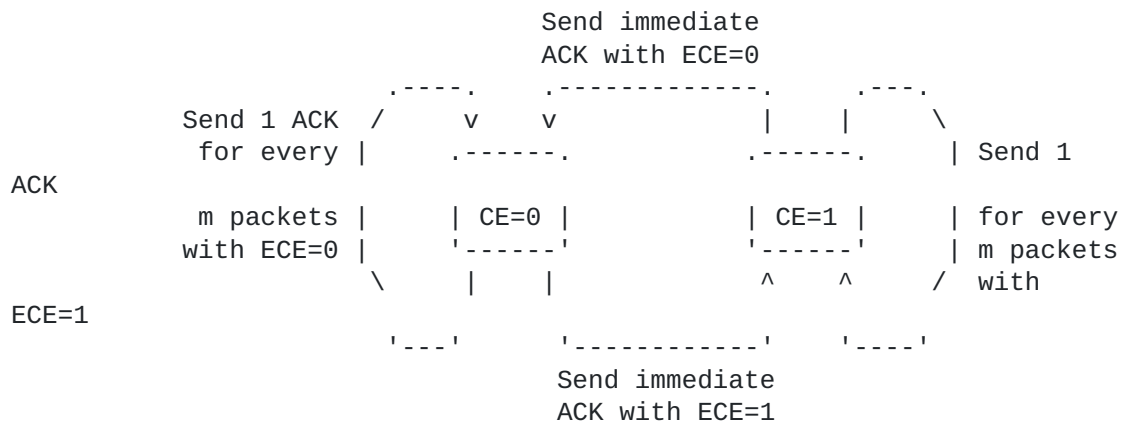 Send immediate
ACK with ECE=0
.----. .-------------. .---.
Send 1 ACK / v v | | \
for every | .------. .------. | Send 1
ACK
m packets | | CE=0 | | CE=1 | | for every
with ECE=0 | '------' '------' | m packets
\ | | ^ ^ / with
ECE=1
'---' '------------' '----'
Send immediate
ACK with ECE=1